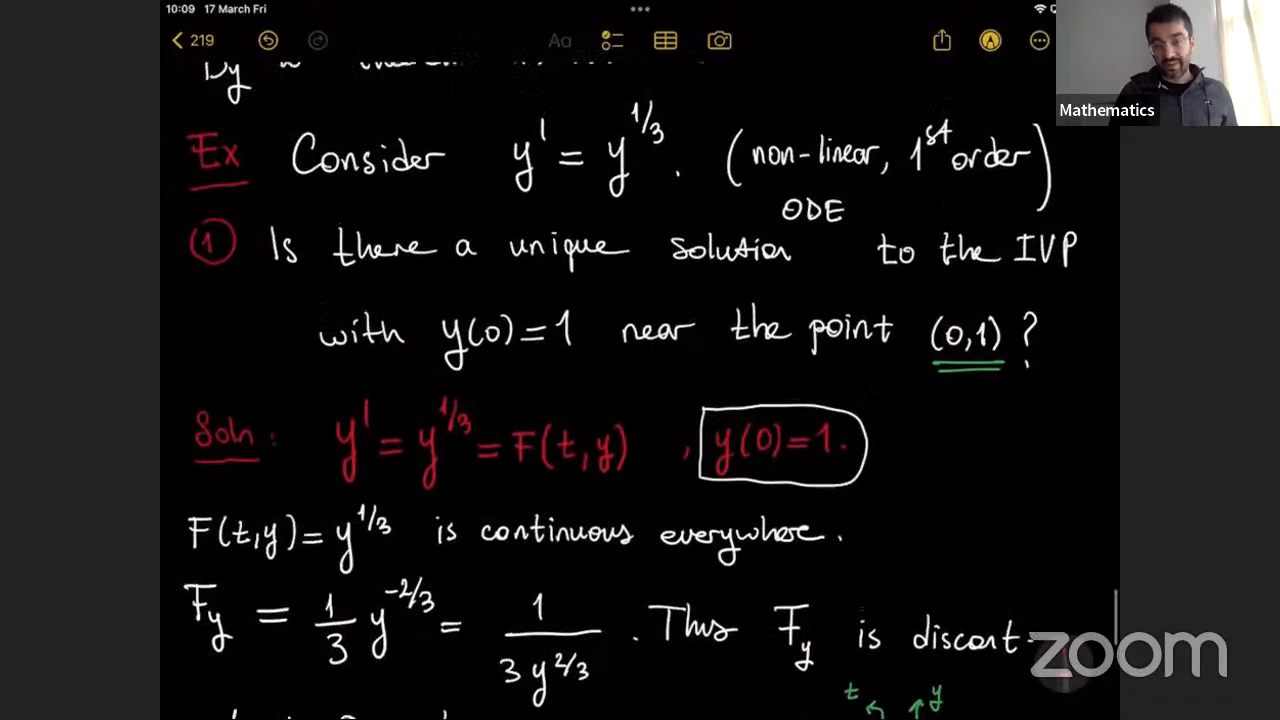 10:09 17 March Fri
219
Aa
Mathematics
By
Ex Consider y' = y^{1/3}. (non-linear, 1st order)
ODE
① Is there a unique solution to the IVP
with y(0)=1 near the point (0,1) ?
Soln: y' = y^{1/3} = F(t,y) , y(0)=1.
F(t,y) = y^{1/3} is continuous everywhere.
F_y = 1/3 y^{-2/3} = 1/(3y^{2/3}) . Thus F_y is discont-
t y
zoom